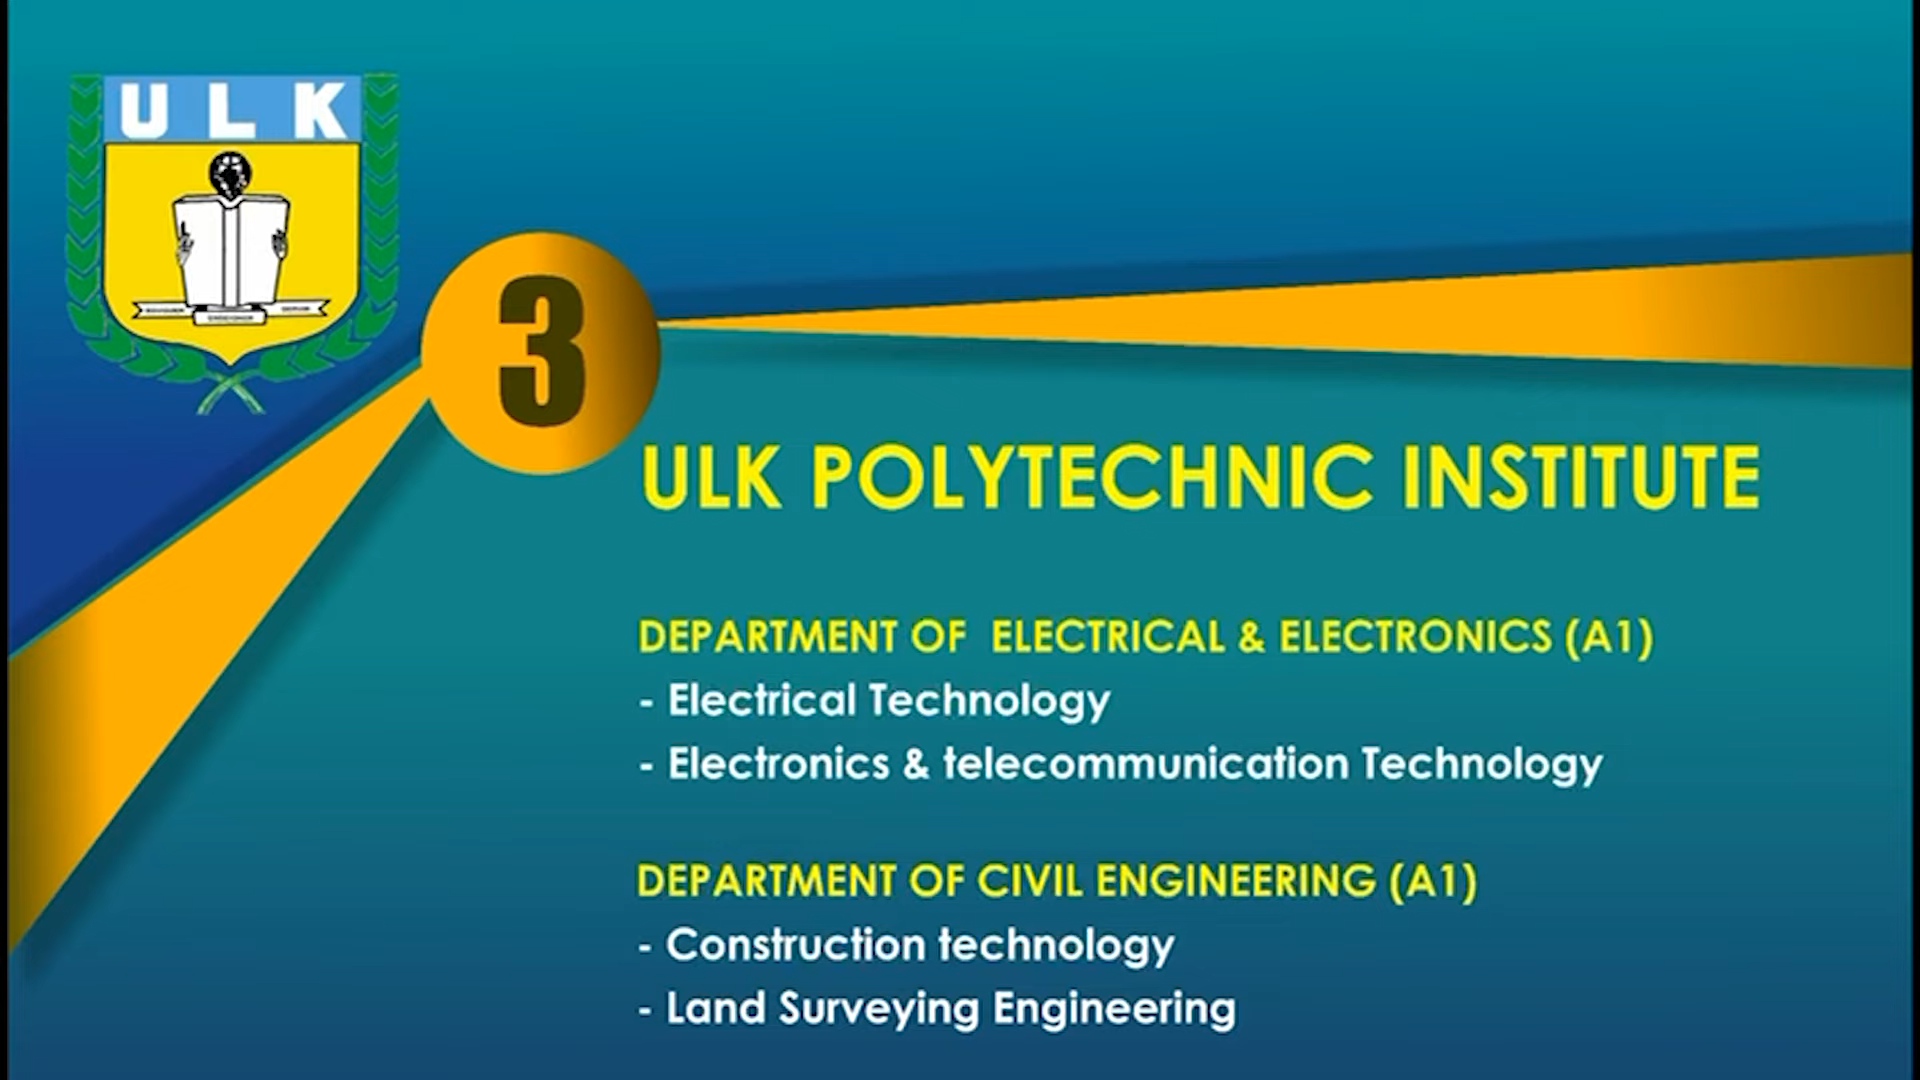 U L K
3
ULK POLYTECHNIC INSTITUTE
DEPARTMENT OF ELECTRICAL & ELECTRONICS (A1)
- Electrical Technology
- Electronics & telecommunication Technology
DEPARTMENT OF CIVIL ENGINEERING (A1)
- Construction technology
- Land Surveying Engineering